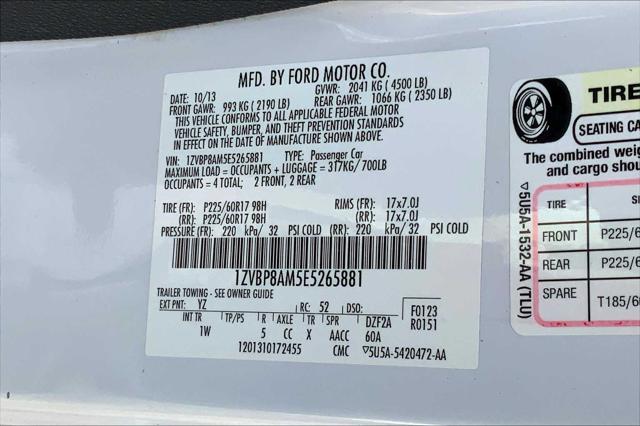 MFD. BY FORD MOTOR CO.
DATE: 10/13 GVWR: 2041 KG ( 4500 LB)
FRONT GAWR: 993 KG ( 2190 LB) REAR GAWR: 1066 KG ( 2350 LB)
THIS VEHICLE CONFORMS TO ALL APPLICABLE FEDERAL MOTOR
VEHICLE SAFETY, BUMPER, AND THEFT PREVENTION STANDARDS
IN EFFECT ON THE DATE OF MANUFACTURE SHOWN ABOVE.
VIN: 1ZVBP8AM5E5265881 TYPE: Passenger Car
MAXIMUM LOAD = OCCUPANTS + LUGGAGE = 317KG/700LB
OCCUPANTS = 4 TOTAL; 2 FRONT, 2 REAR
TIRE (FR): P225/60R17 98H RIMS (FR): 17x7.0J
(RR): P225/60R17 98H (RR): 17x7.0J
PRESSURE (FR): 220 kPa/ 32 PSI COLD (RR): 220 kPa/ 32 PSI COLD
1ZVBP8AM5E5265881
TRAILER TOWING - SEE OWNER GUIDE
EXT PNT: YZ RC: 52 DSO: F0123
INT TR TP/PS R AXLE TR SPR DZF2A R0151
1W 5 CC X AACC 60A
1201310172455 CMC ▽5U5A-5420472-AA
TIRE
SEATING CA
The combined weig
and cargo shou
TIRE SI
FRONT P225/6
REAR P225/6
SPARE T185/60
▽5U5A-1532-AA (TLU)